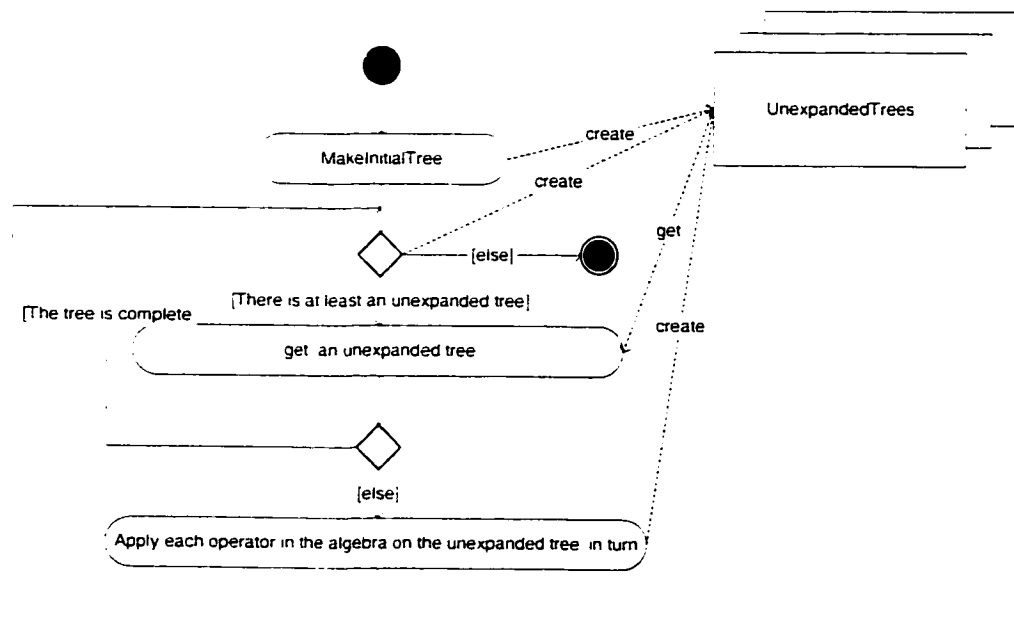 UnexpandedTrees
create
MakeInitialTree
create
get
[else]
[There is at least an unexpanded tree]
[The tree is complete
create
get an unexpanded tree
[else]
Apply each operator in the algebra on the unexpanded tree in turn